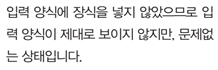 입력 양식에 장식을 넣지 않았으므로 입
력 양식이 제대로 보이지 않지만, 문제없
는 상태입니다.